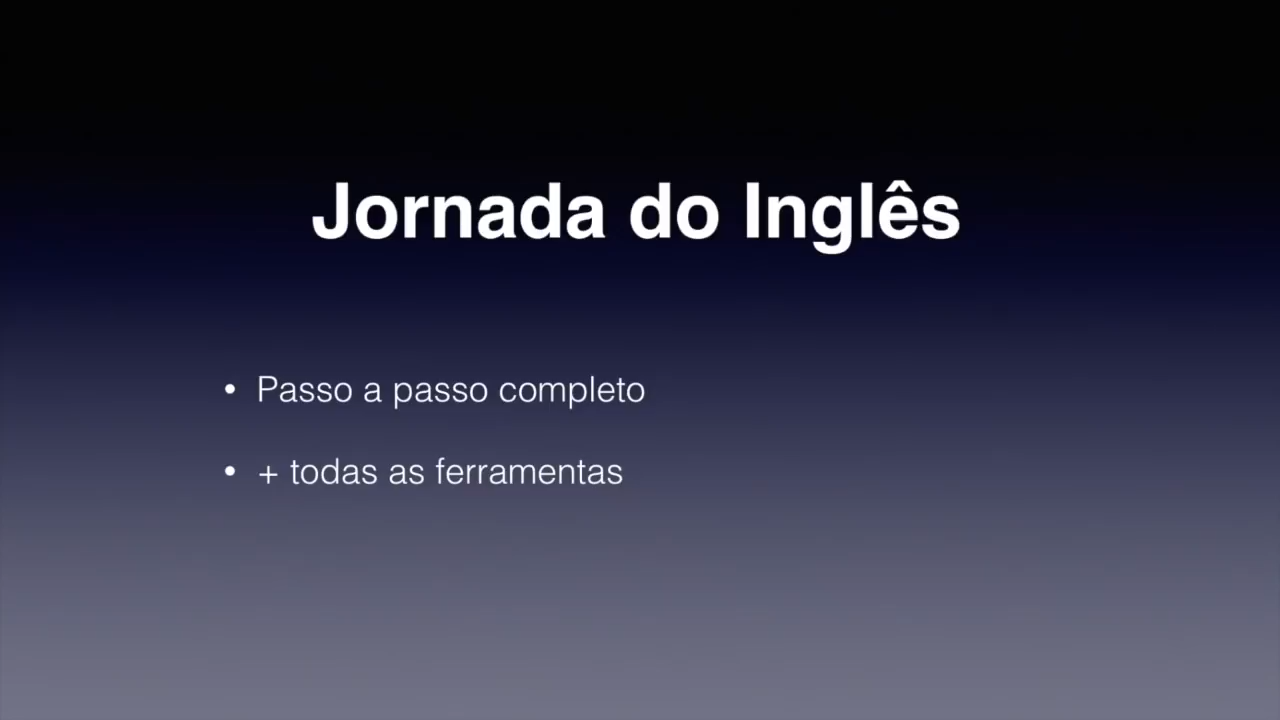 Jornada do Inglês
• Passo a passo completo
• + todas as ferramentas